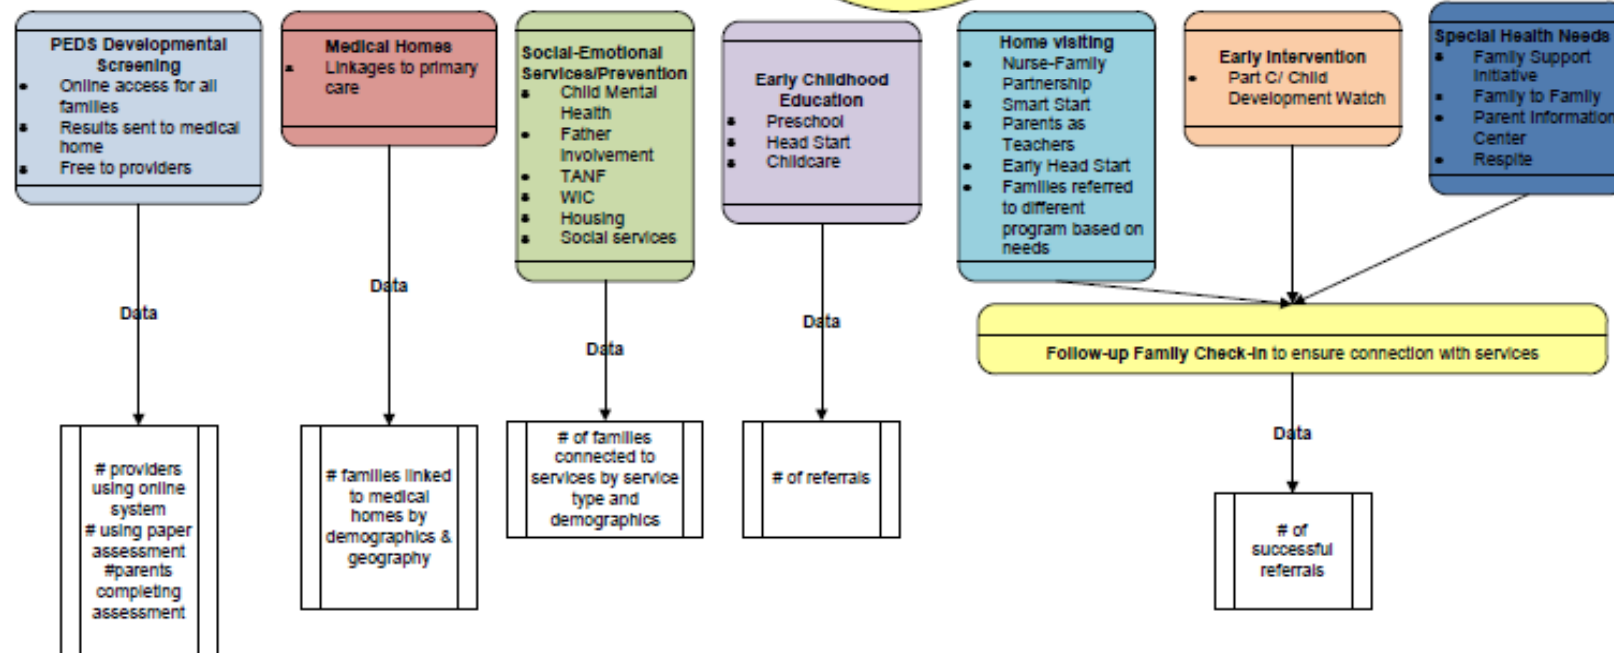 PEDS Developmental
Screening
• Online access for all
families
• Results sent to medical
home
• Free to providers
Medical Homes
• Linkages to primary
care
Social-Emotional
Services/Prevention
• Child Mental
Health
• Father
Involvement
• TANF
• WIC
• Housing
• Social services
Early Childhood
Education
• Preschool
• Head Start
• Childcare
Home visiting
• Nurse-Family
Partnership
• Smart Start
• Parents as
Teachers
• Early Head Start
• Families referred
to different
program based on
needs
Early Intervention
• Part C/ Child
Development Watch
Special Health Needs
• Family Support
Initiative
• Family to Family
• Parent Information
Center
• Respite
Data
Data
Data
Data
Follow-up Family Check-In to ensure connection with services
Data
# providers
using online
system
# using paper
assessment
#parents
completing
assessment
# families linked
to medical
homes by
demographics &
geography
# of families
connected to
services by service
type and
demographics
# of referrals
# of
successful
referrals